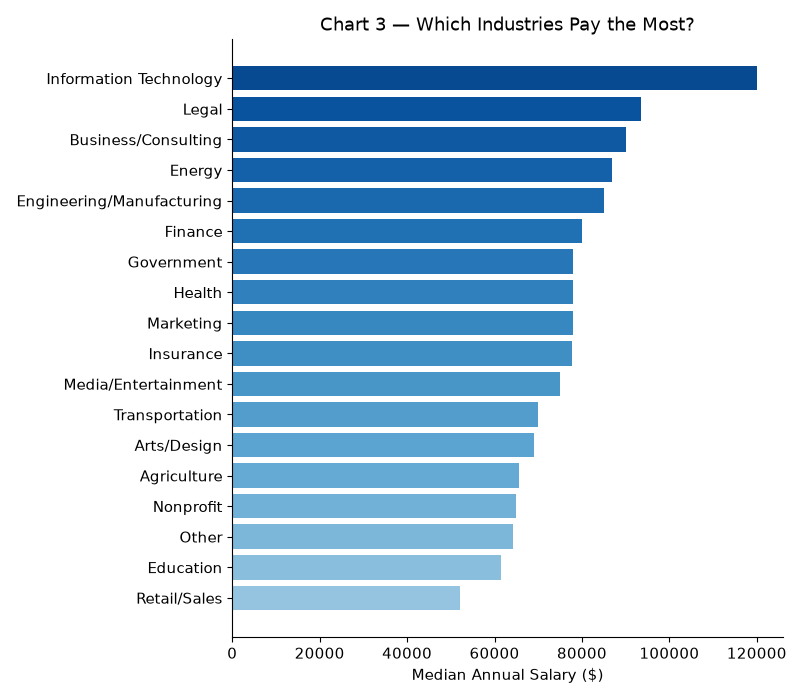 Chart 3 — Which Industries Pay the Most?
Information Technology
Legal
Business/Consulting
Energy
Engineering/Manufacturing
Finance
Government
Health
Marketing
Insurance
Media/Entertainment
Transportation
Arts/Design
Agriculture
Nonprofit
Other
Education
Retail/Sales
0 20000 40000 60000 80000 100000 120000
Median Annual Salary ($)